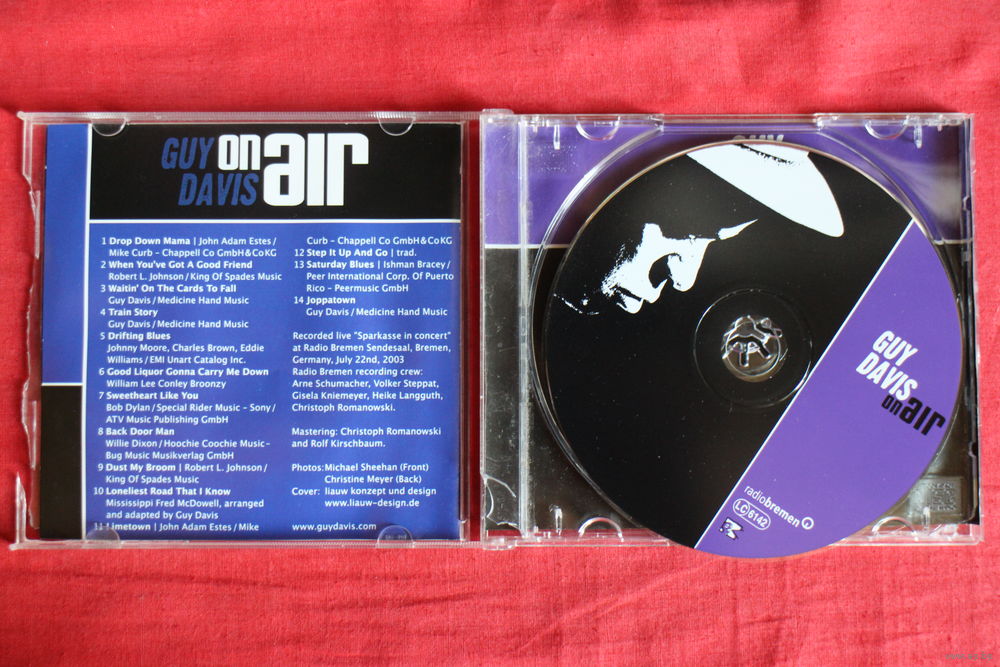 GUY on air
DAVIS
1 Drop Down Mama | John Adam Estes /
Mike Curb – Chappell Co GmbH & Co KG
2 When You've Got A Good Friend
Robert L. Johnson / King Of Spades Music
3 Waitin' On The Cards To Fall
Guy Davis / Medicine Hand Music
4 Train Story
Guy Davis / Medicine Hand Music
5 Drifting Blues
Johnny Moore, Charles Brown, Eddie
Williams / EMI Unart Catalog Inc.
6 Good Liquor Gonna Carry Me Down
William Lee Conley Broonzy
7 Sweetheart Like You
Bob Dylan / Special Rider Music – Sony /
ATV Music Publishing GmbH
8 Back Door Man
Willie Dixon / Hoochie Coochie Music –
Bug Music Musikverlag GmbH
9 Dust My Broom | Robert L. Johnson /
King Of Spades Music
10 Loneliest Road That I Know
Mississippi Fred McDowell, arranged
and adapted by Guy Davis
11 Limetown | John Adam Estes / Mike
Curb – Chappell Co GmbH & Co KG
12 Step It Up And Go | trad.
13 Saturday Blues | Ishman Bracey /
Peer International Corp. Of Puerto
Rico – Peermusic GmbH
14 Joppatown
Guy Davis / Medicine Hand Music
Recorded live "Sparkasse in concert"
at Radio Bremen Sendesaal, Bremen,
Germany, July 22nd, 2003
Radio Bremen recording crew:
Arne Schumacher, Volker Steppat,
Gisela Kniemeyer, Heike Langguth,
Christoph Romanowski.
Mastering: Christoph Romanowski
and Rolf Kirschbaum.
Photos: Michael Sheehan (Front)
Christine Meyer (Back)
Cover: liauw konzept und design
www.liauw-design.de
www.guydavis.com
GUY
GUY
DAVIS
on air
radiobremen
LC 6142